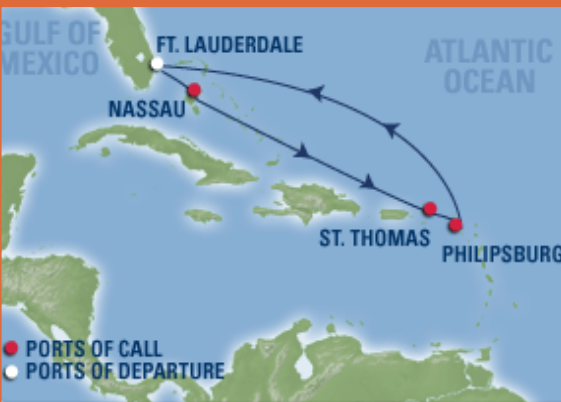 GULF OF
MEXICO
FT. LAUDERDALE
ATLANTIC
OCEAN
NASSAU
ST. THOMAS
PHILIPSBURG
PORTS OF CALL
PORTS OF DEPARTURE